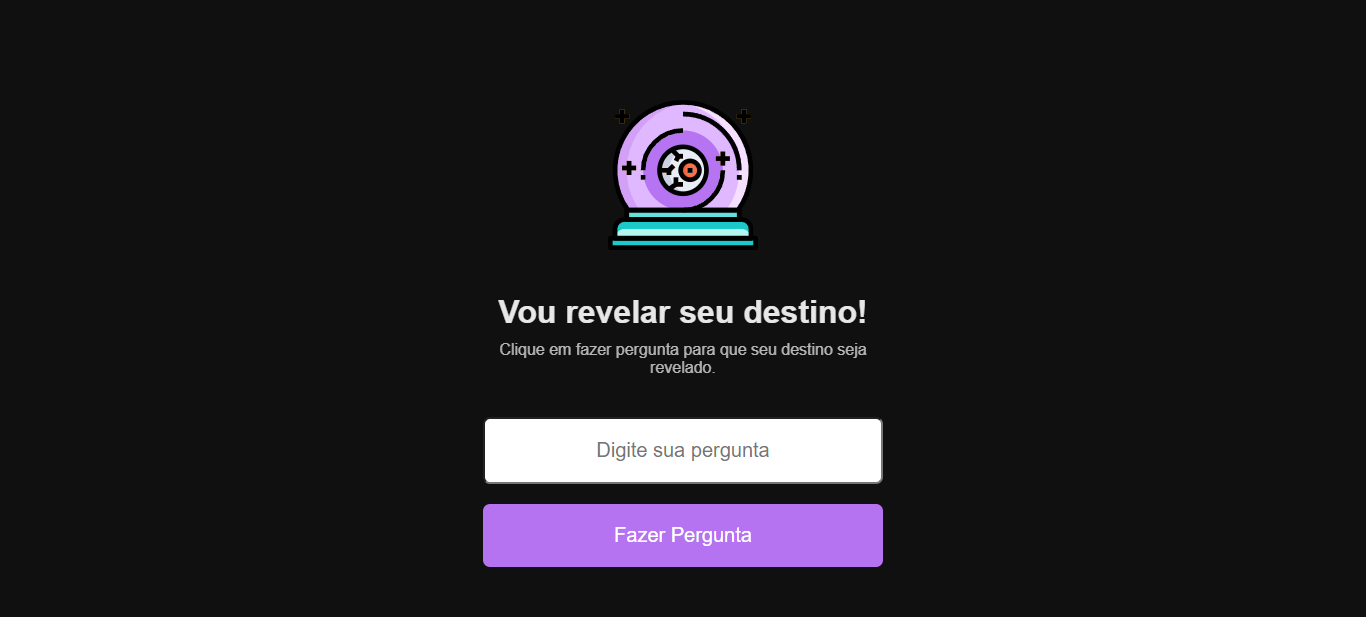 Vou revelar seu destino!
Clique em fazer pergunta para que seu destino seja
revelado.
Digite sua pergunta
Fazer Pergunta